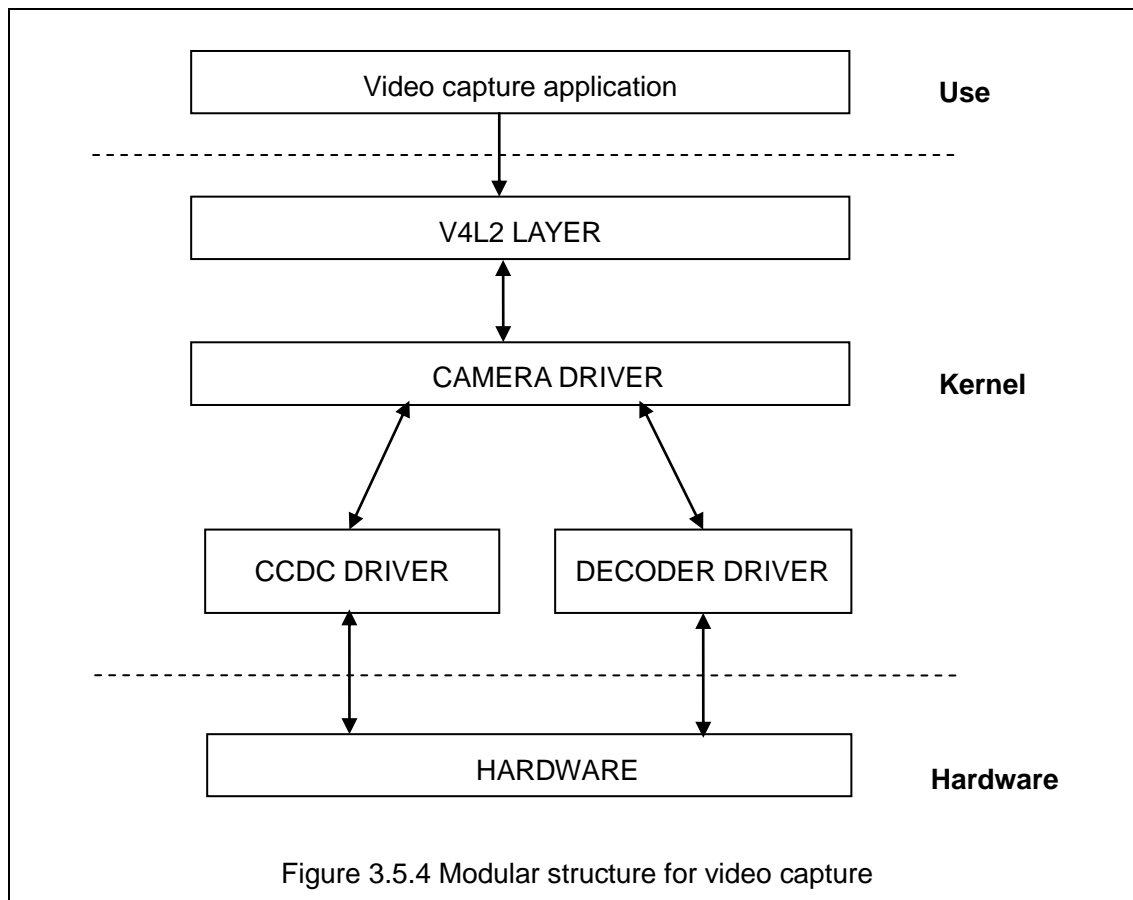 Video capture application
Use
V4L2 LAYER
CAMERA DRIVER
Kernel
CCDC DRIVER
DECODER DRIVER
HARDWARE
Hardware
Figure 3.5.4 Modular structure for video capture